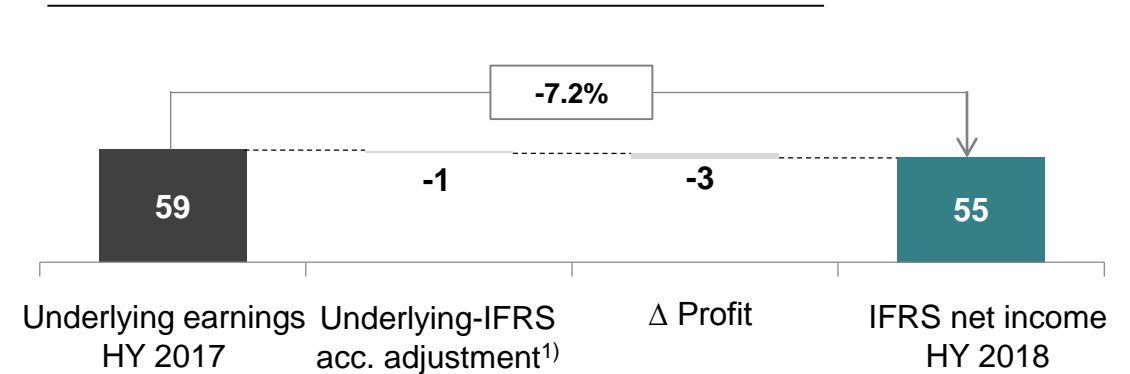 -7.2%
-1
-3
59
55
Underlying earnings
HY 2017
Underlying-IFRS
acc. adjustment1)
Δ Profit
IFRS net income
HY 2018